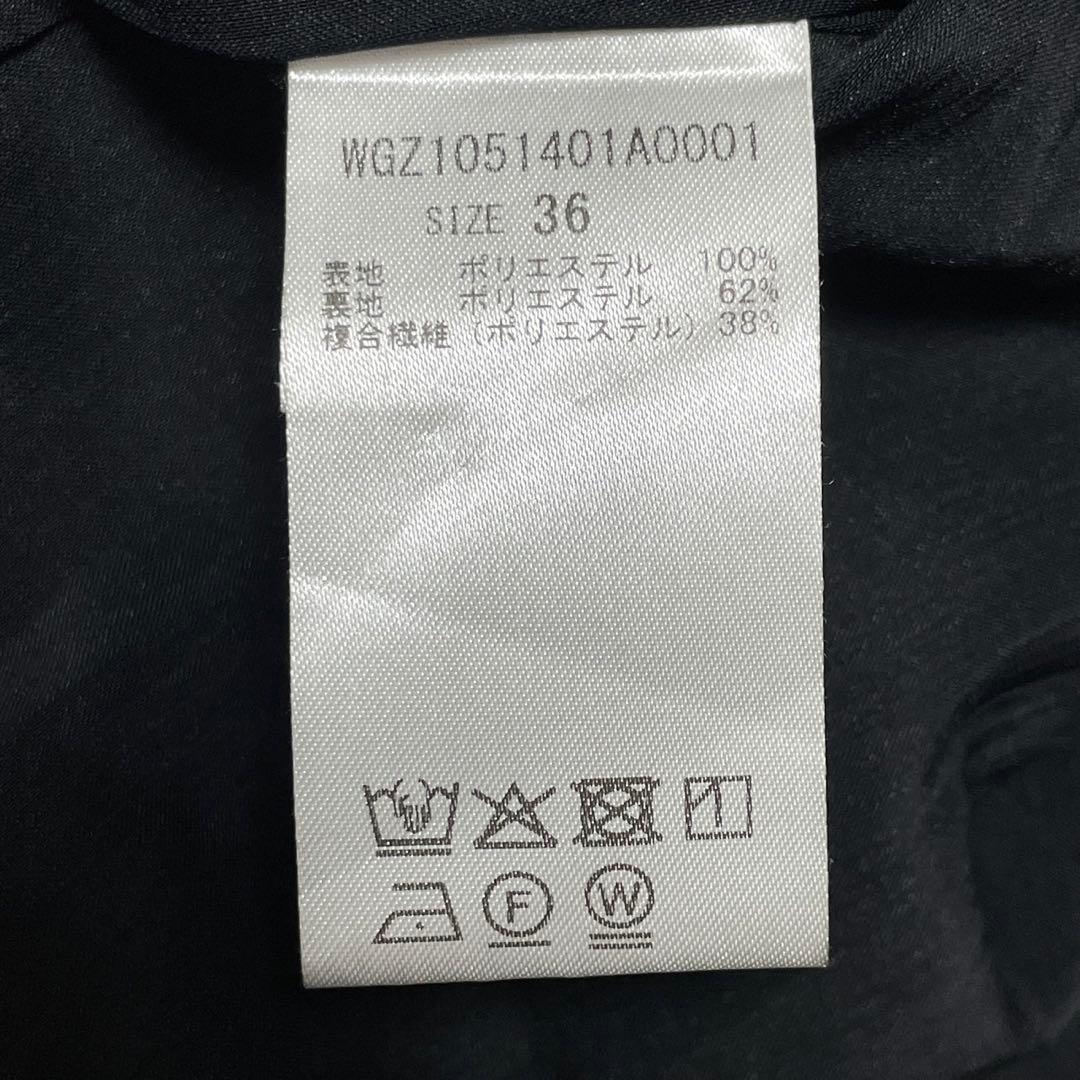 WGZ1051401A0001
SIZE 36
表地 ポリエステル 100%
裏地 ポリエステル 62%
複合繊維 (ポリエステル) 38%
F
W